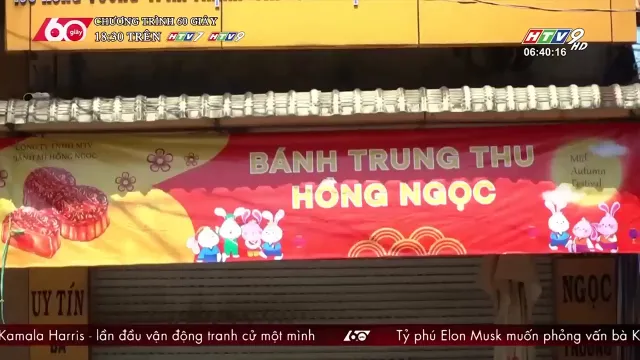 60 giây
CHƯƠNG TRÌNH 60 GIÂY
18:30 TRÊN HTV7 HTV9
HTV9 HD
06:40:16
CÔNG TY TNHH MTV
BÁNH MÌ HỒNG NGỌC
BÁNH TRUNG THU
HỒNG NGỌC
Mid
Autumn
Festival
UY TÍN
NGỌC
Kamala Harris - lần đầu vận động tranh cử một mình
60
Tỷ phú Elon Musk muốn phỏng vấn bà K